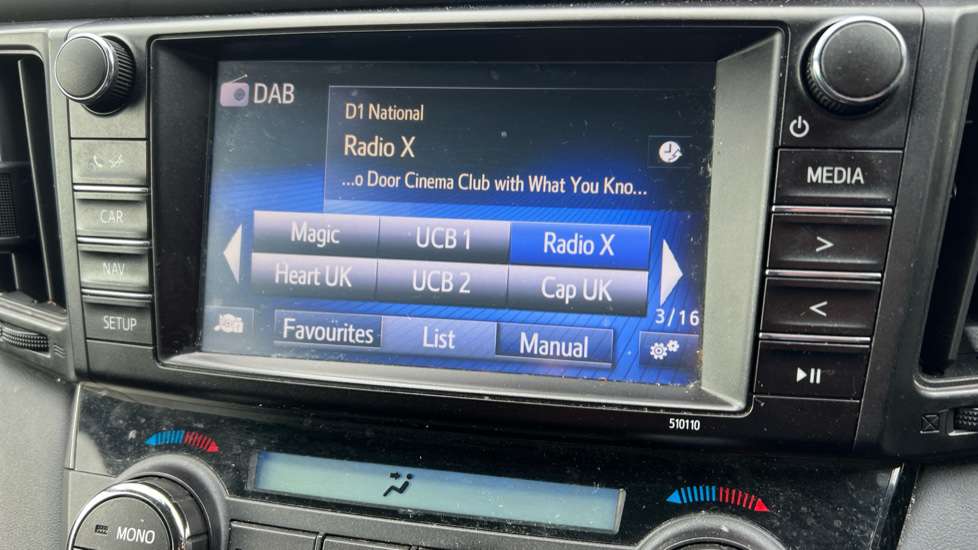 DAB
D1 National
Radio X
...o Door Cinema Club with What You Kno...
Magic UCB 1 Radio X
Heart UK UCB 2 Cap UK
3/16
Favourites List Manual
CAR
NAV
SETUP
MEDIA
>
<
510110
MONO